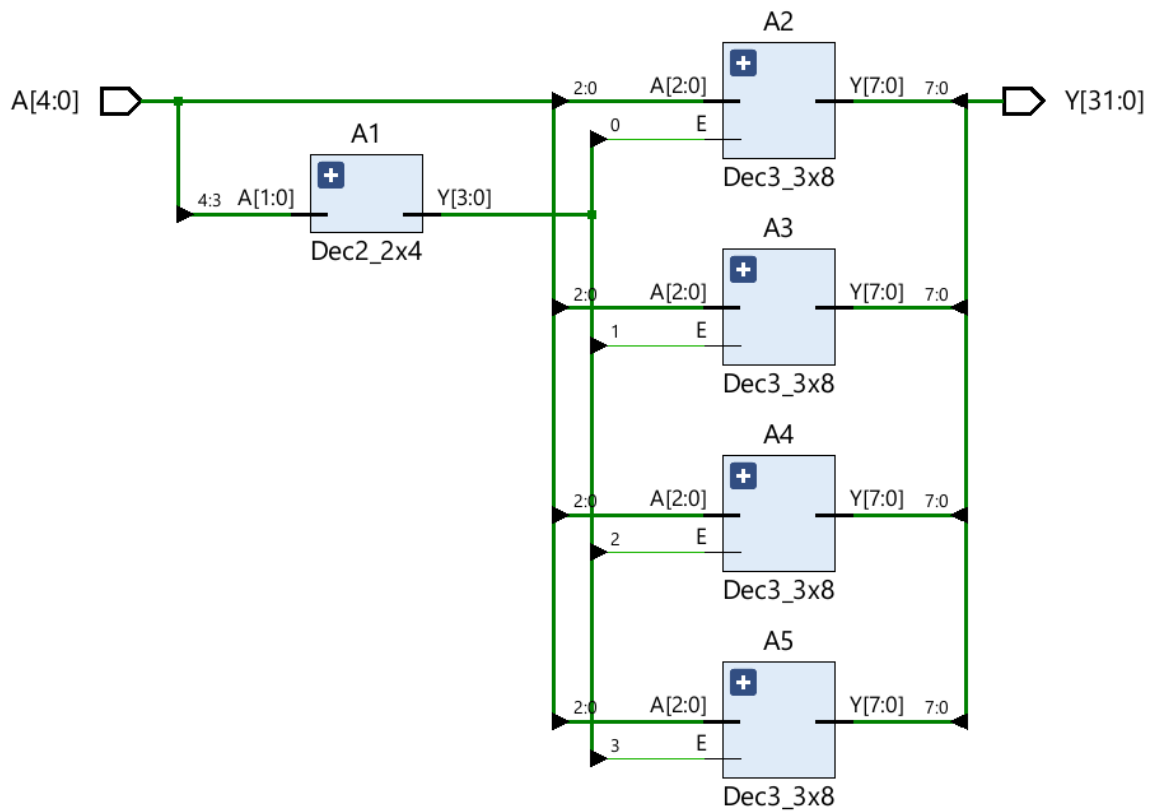 A2
A[4:0]
2:0
A[2:0]
Y[7:0]
7:0
Y[31:0]
0
E
Dec3_3x8
A1
4:3
A[1:0]
Y[3:0]
Dec2_2x4
A3
2:0
A[2:0]
Y[7:0]
7:0
1
E
Dec3_3x8
A4
2:0
A[2:0]
Y[7:0]
7:0
2
E
Dec3_3x8
A5
2:0
A[2:0]
Y[7:0]
7:0
3
E
Dec3_3x8